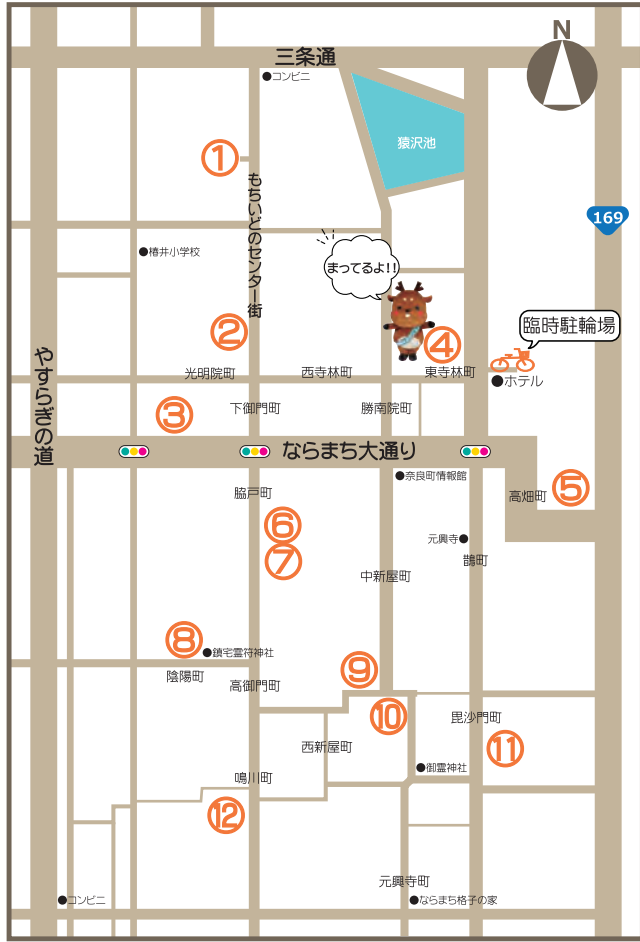 N
三条通
コンビニ
猿沢池
①
もちいどのセンター街
169
椿井小学校
まってるよ!!
臨時駐輪場
②
④
やすらぎの道
光明院町
西寺林町
東寺林町
ホテル
③
下御門町
勝南院町
ならまち大通り
奈良町情報館
⑤
脇戸町
高畑町
⑥
元興寺
⑦
鵲町
中新屋町
⑧
鎮宅霊符神社
⑨
陰陽町
高御門町
⑩
毘沙門町
西新屋町
⑪
御霊神社
鳴川町
⑫
元興寺町
コンビニ
ならまち格子の家